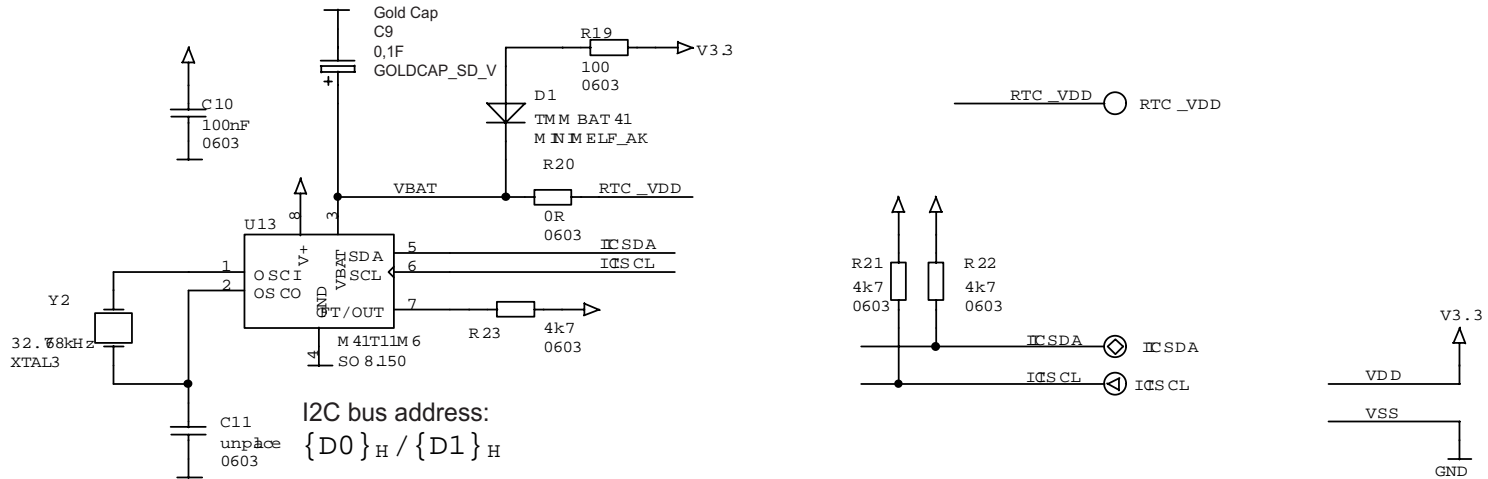 Gold Cap
C9
0,1F
GOLDCAP_SD_V
+
R19
100
0603
V3.3
C10
100nF
0603
D1
TMMBAT41
MINIMELF_AK
RTC_VDD
RTC_VDD
R20
VBAT
RTC_VDD
0R
0603
U13
8
3
V+
VBAT
SDA
5
IICSDA
SCL
6
IICSCL
1
OSCI
2
OSCO
GND
FT/OUT
7
4
M41T11M6
SO8.150
R23
4k7
0603
Y2
32.768kHz
XTAL3
R21
4k7
0603
R22
4k7
0603
IICSDA
IICSDA
IICSCL
IICSCL
V3.3
VDD
VSS
GND
C11
unplace
0603
I2C bus address:
{D0}H/{D1}H